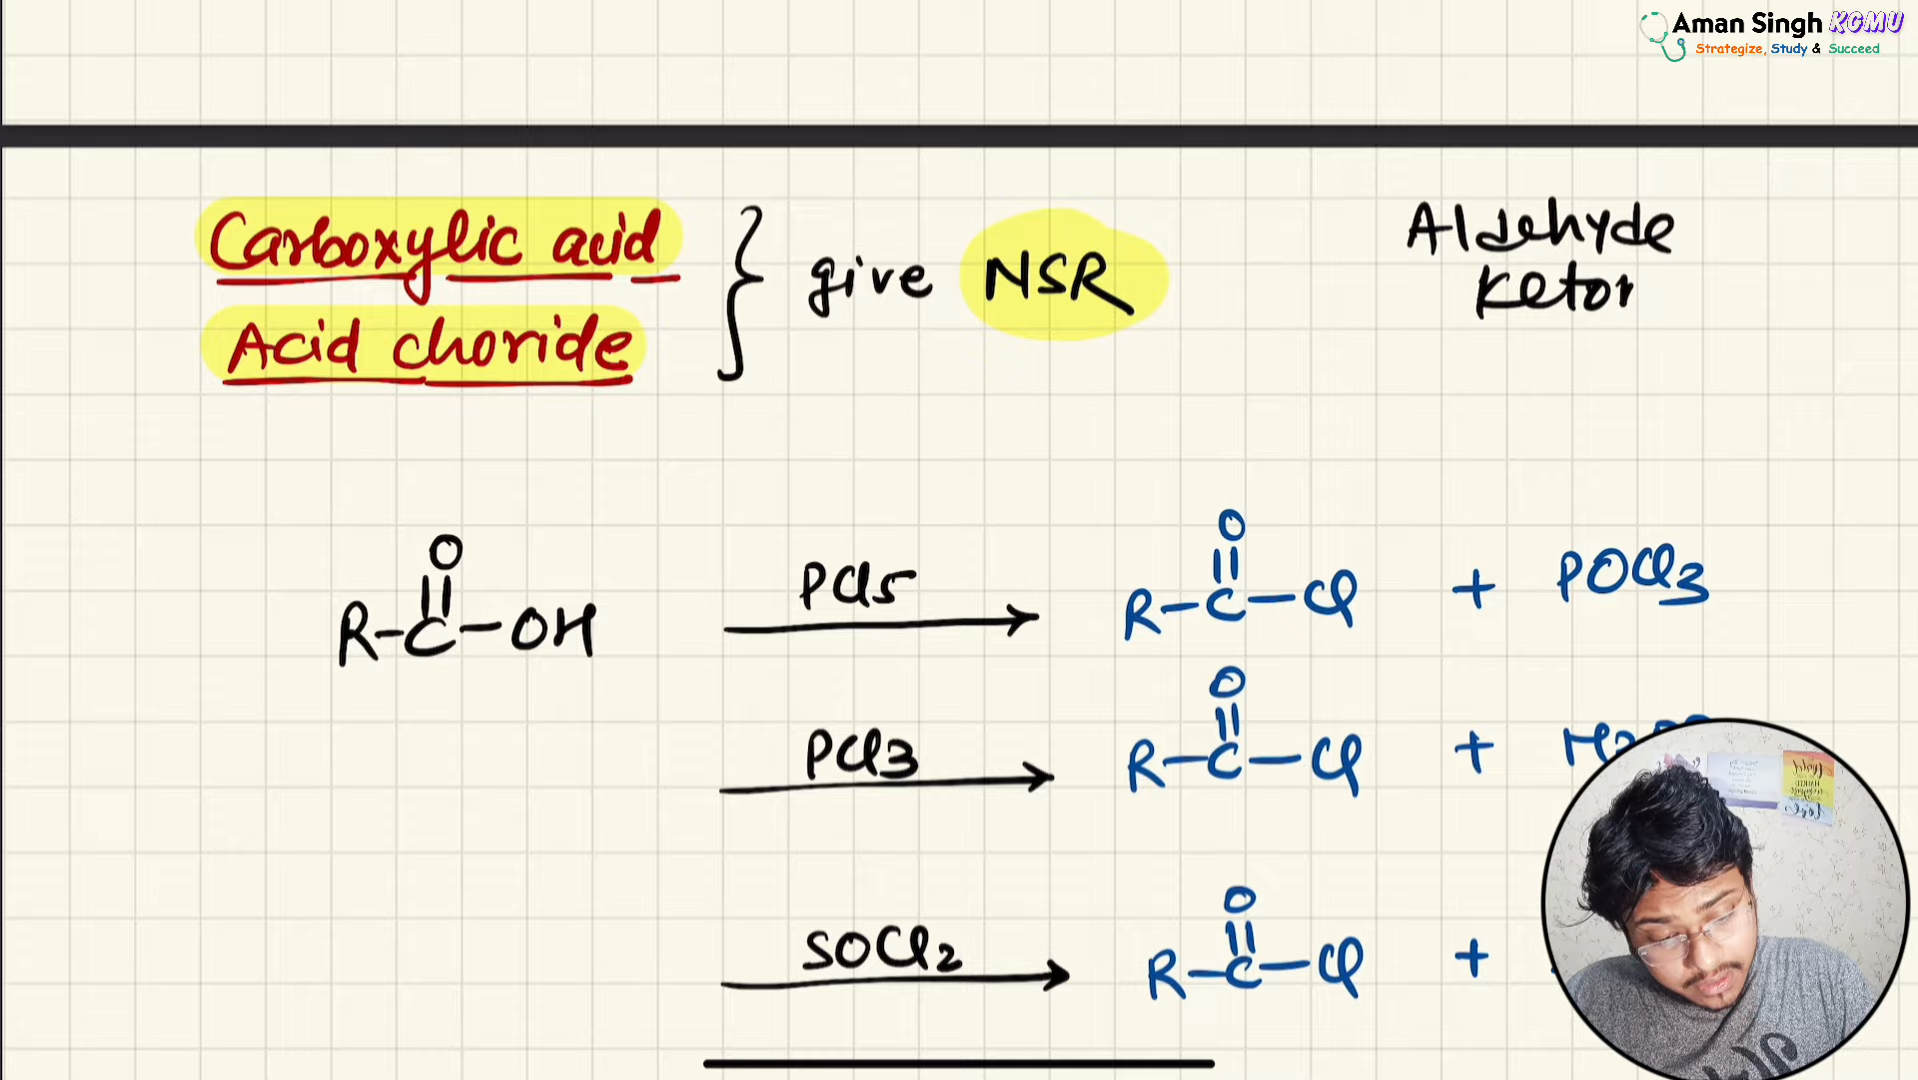 Aman Singh KGMU
Strategize, Study & Succeed
Carboxylic acid
Acid choride
} give NSR
Aldehyde
Keton
O
||
R-C-OH
PCl5
O
||
R-C-Cl + POCl3
PCl3
O
||
R-C-Cl +
SOCl2
O
||
R-C-Cl +